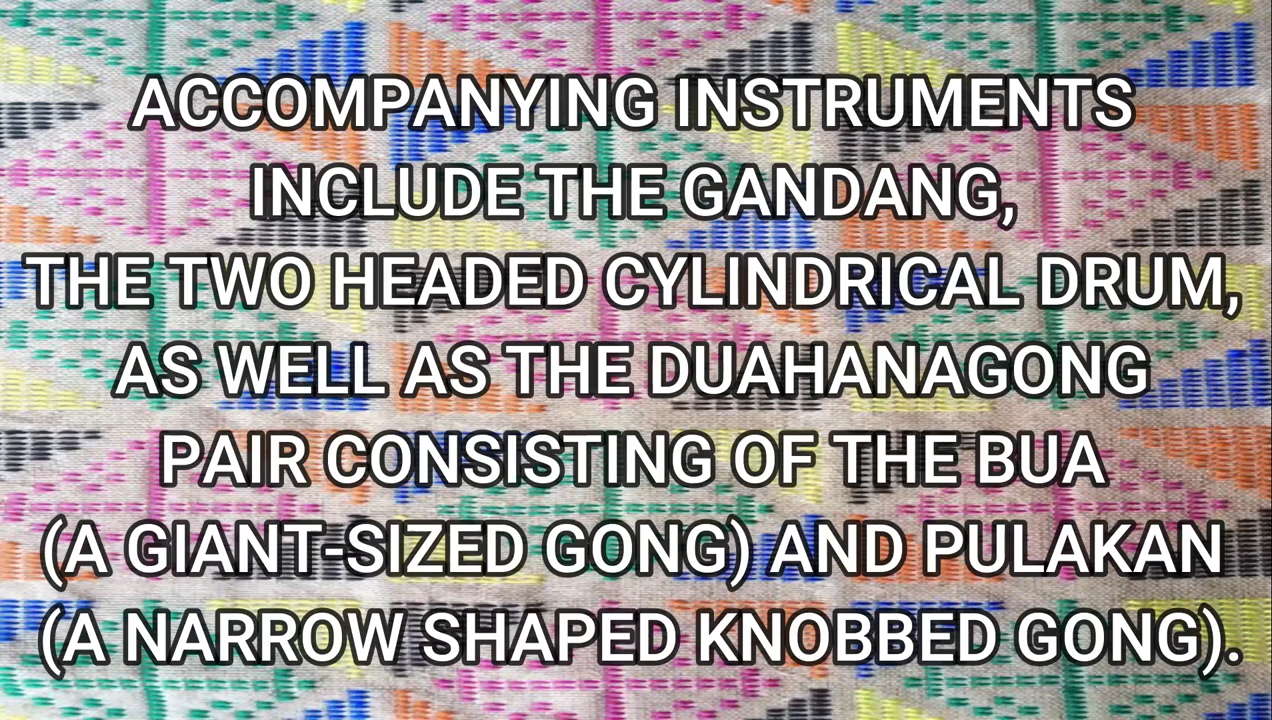 ACCOMPANYING INSTRUMENTS
INCLUDE THE GANDANG,
THE TWO HEADED CYLINDRICAL DRUM,
AS WELL AS THE DUAHANAGONG
PAIR CONSISTING OF THE BUA
(A GIANT-SIZED GONG) AND PULAKAN
(A NARROW SHAPED KNOBBED GONG).